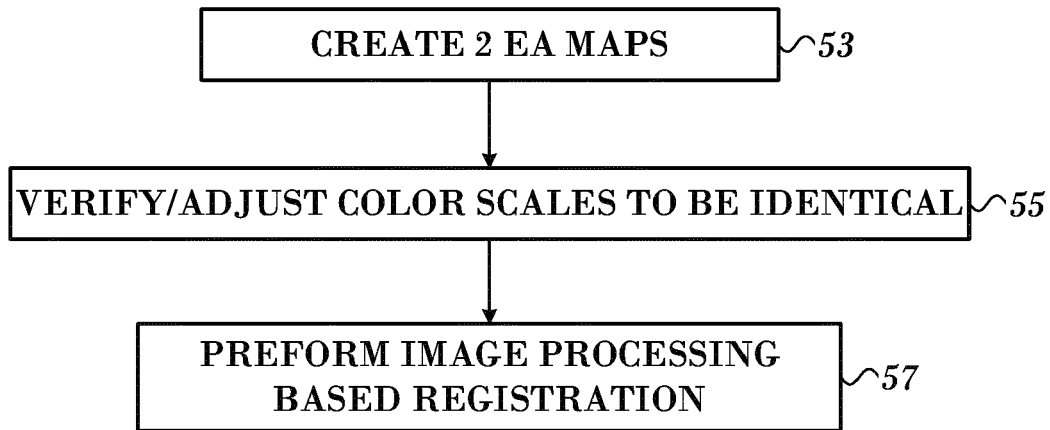 CREATE 2 EA MAPS 53
VERIFY/ADJUST COLOR SCALES TO BE IDENTICAL 55
PREFORM IMAGE PROCESSING
BASED REGISTRATION 57